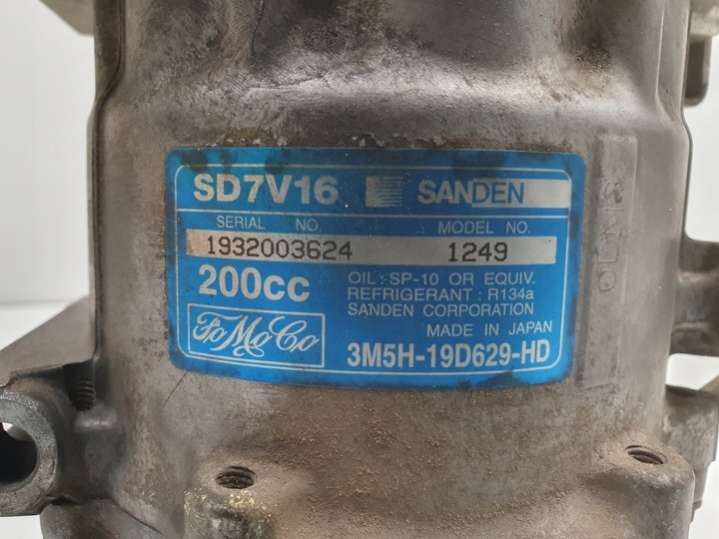 SD7V16 SANDEN
SERIAL NO. MODEL NO.
1932003624 1249
200cc
OIL : SP-10 OR EQUIV.
REFRIGERANT : R134a
SANDEN CORPORATION
MADE IN JAPAN
FoMoCo
3M5H-19D629-HD